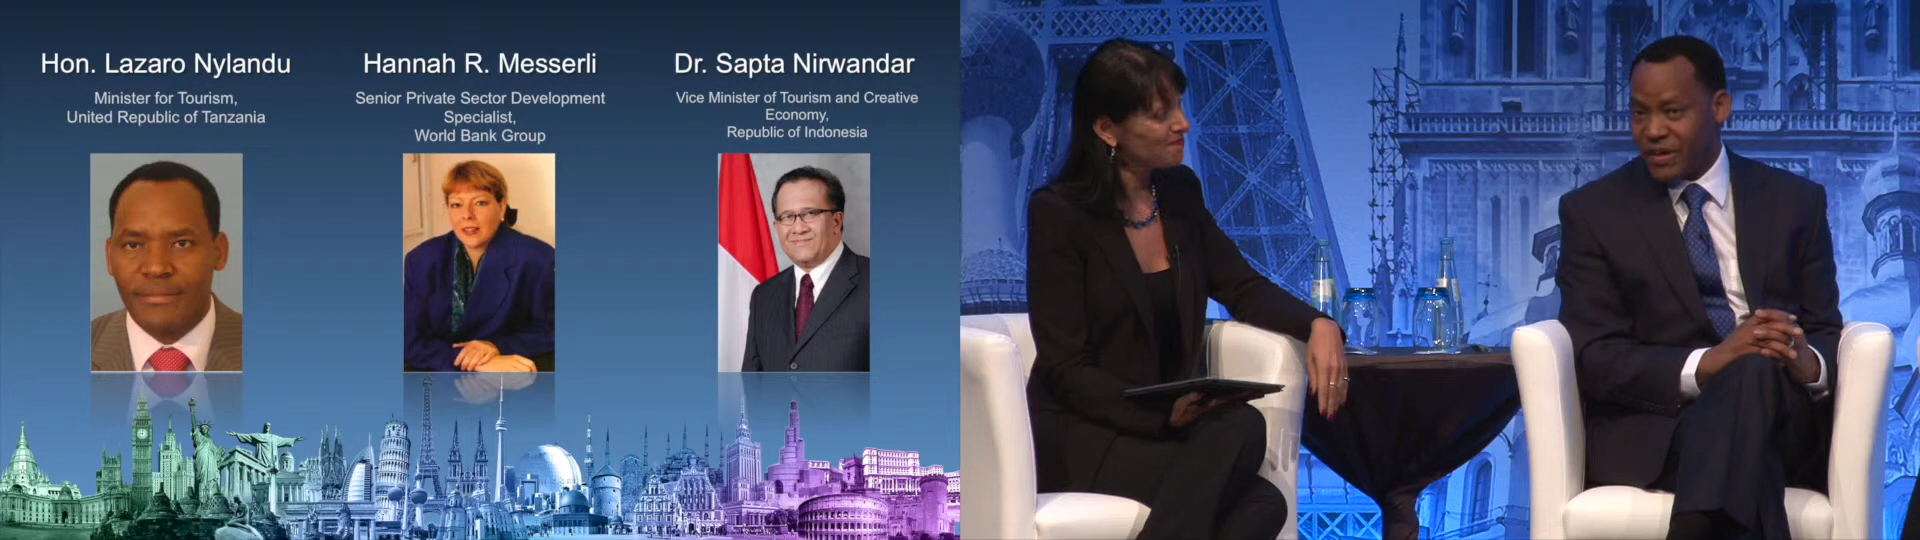 Hon. Lazaro Nylandu
Minister for Tourism,
United Republic of Tanzania
Hannah R. Messerli
Senior Private Sector Development
Specialist,
World Bank Group
Dr. Sapta Nirwandar
Vice Minister of Tourism and Creative
Economy,
Republic of Indonesia